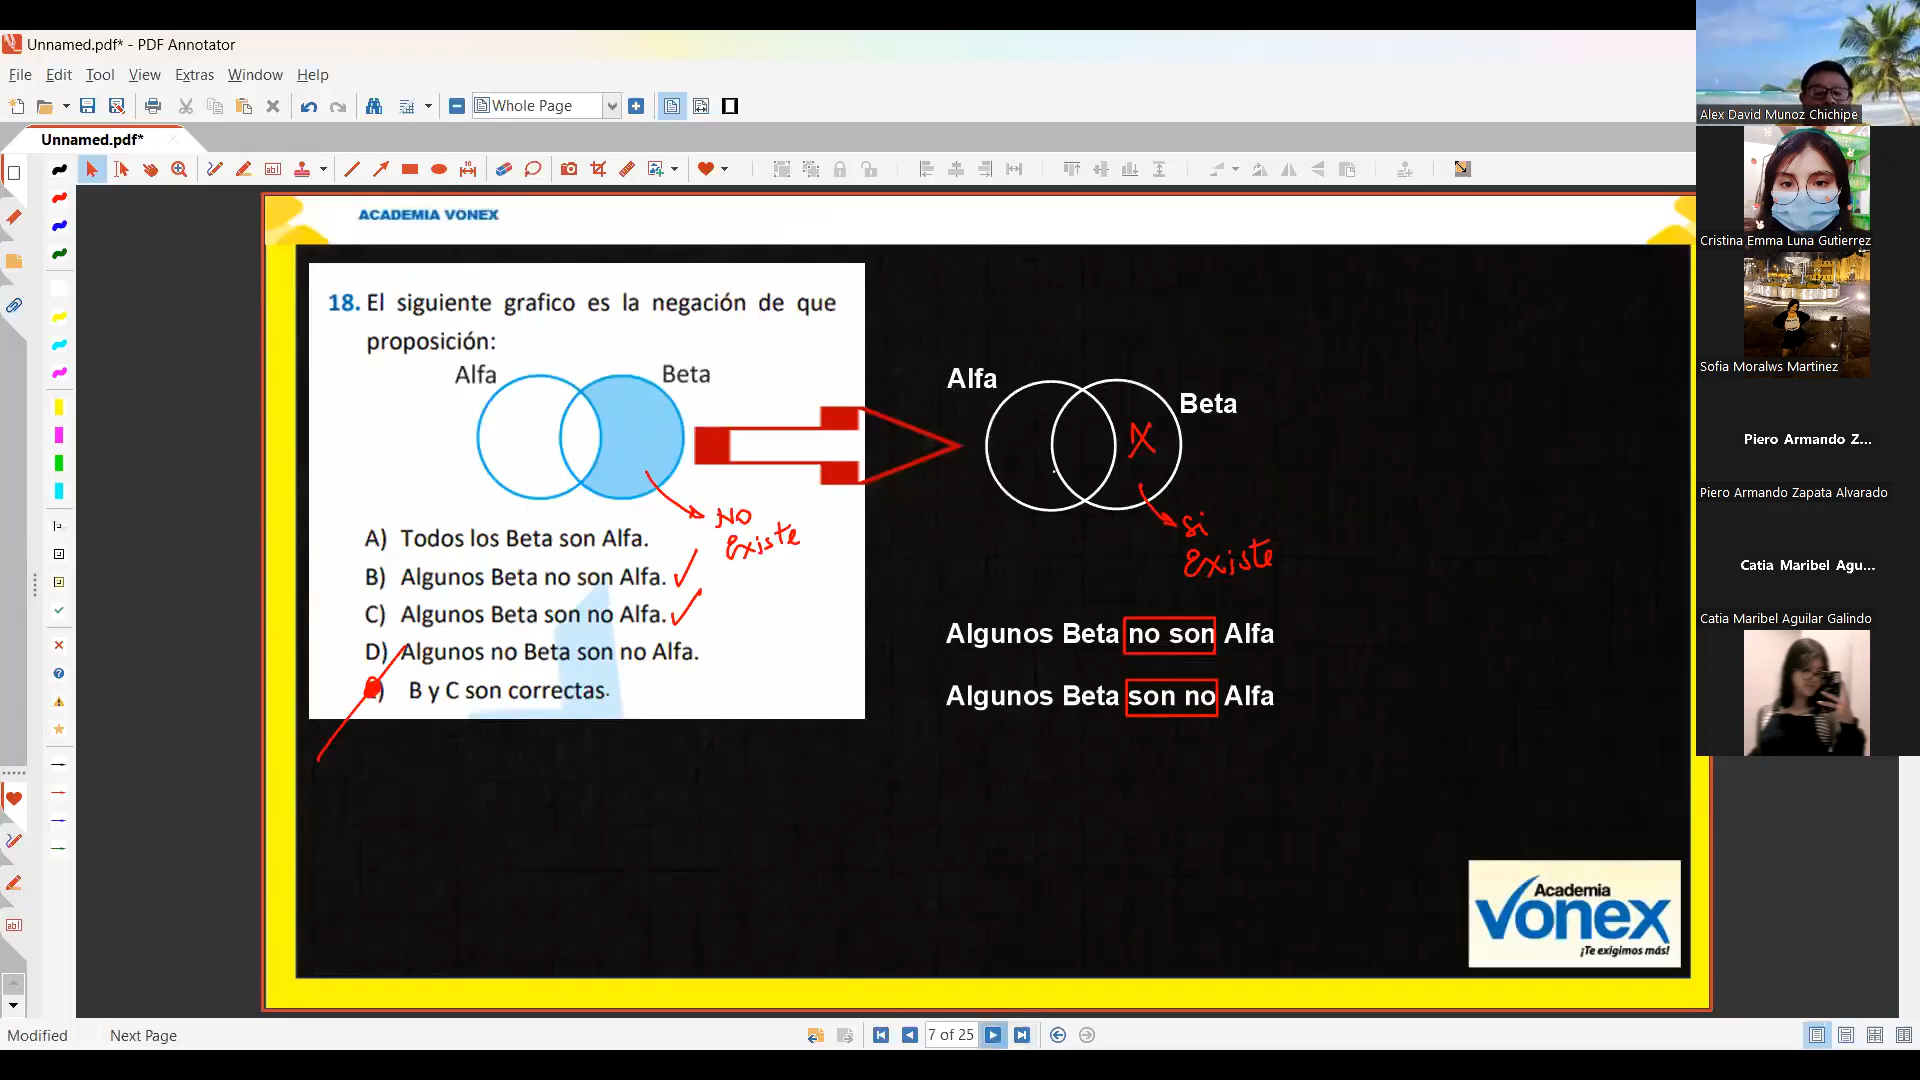 Unnamed.pdf* - PDF Annotator
File Edit Tool View Extras Window Help
Whole Page
Unnamed.pdf*
ACADEMIA VONEX
18. El siguiente grafico es la negación de que
proposición:
Alfa
Beta
NO
Existe
A) Todos los Beta son Alfa.
B) Algunos Beta no son Alfa.
C) Algunos Beta son no Alfa.
D) Algunos no Beta son no Alfa.
B y C son correctas.
Alfa
Beta
X
Si
Existe
Algunos Beta no son Alfa
Algunos Beta son no Alfa
Academia
vonex
¡Te exigimos más!
Alex David Munoz Chichipe
Cristina Emma Luna Gutierrez
Sofia Moralws Martinez
Piero Armando Z...
Piero Armando Zapata Alvarado
Catia Maribel Agu...
Catia Maribel Aguilar Galindo
Modified
Next Page
7 of 25